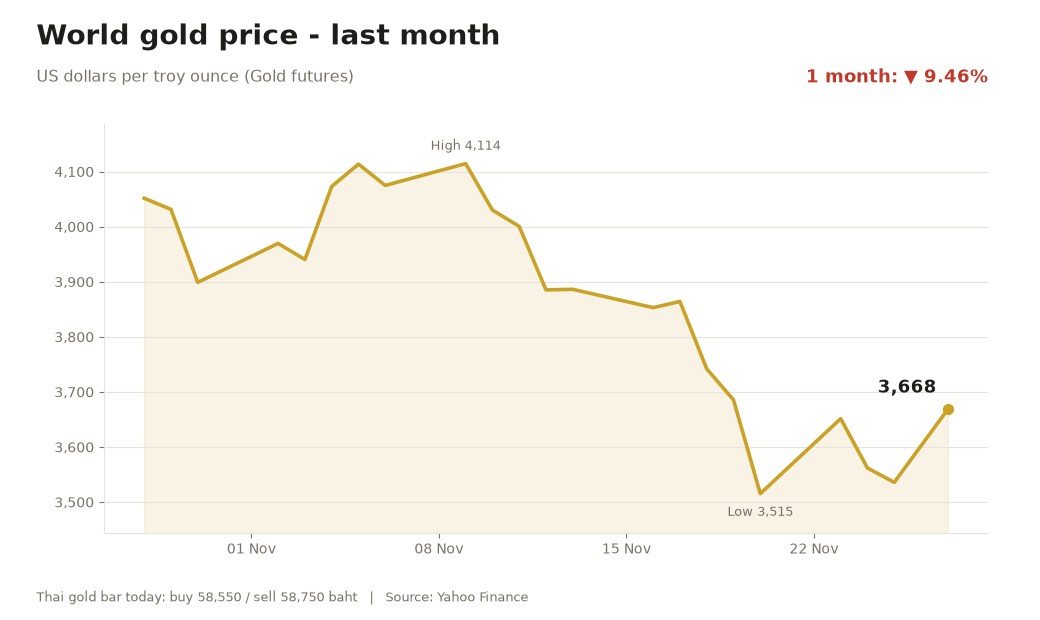 World gold price - last month
US dollars per troy ounce (Gold futures)
1 month: ▼ 9.46%
High 4,114
4,100
4,000
3,900
3,800
3,700
3,668
3,600
3,500
Low 3,515
01 Nov
08 Nov
15 Nov
22 Nov
Thai gold bar today: buy 58,550 / sell 58,750 baht | Source: Yahoo Finance